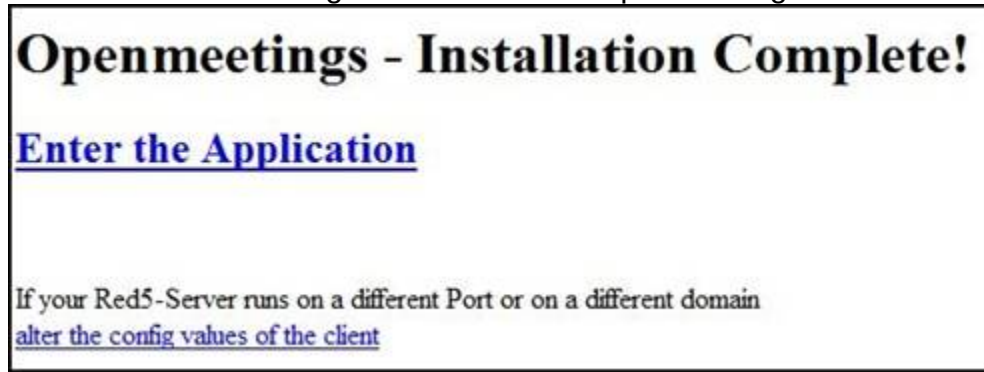 Openmeetings - Installation Complete!
Enter the Application
If your Red5-Server runs on a different Port or on a different domain
alter the config values of the client